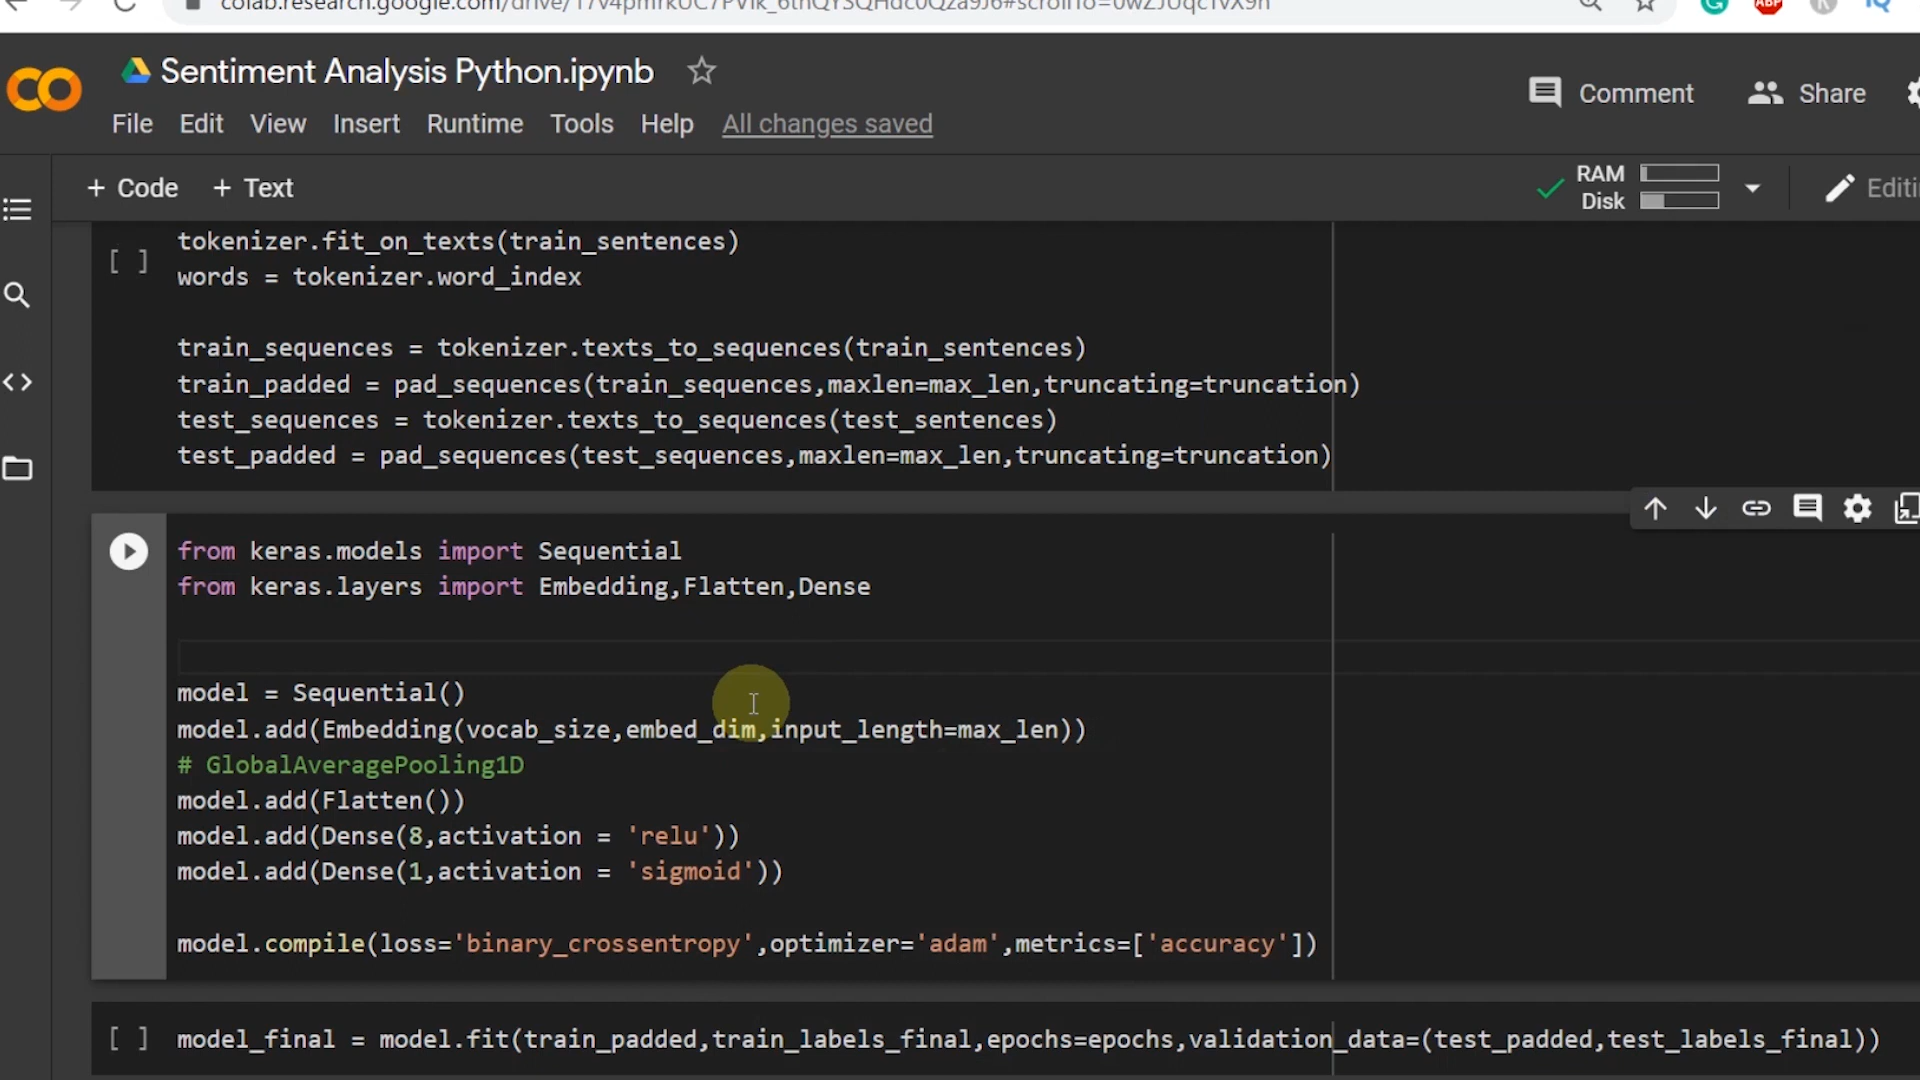 Sentiment Analysis Python.ipynb
Comment
Share
File Edit View Insert Runtime Tools Help All changes saved
+ Code + Text
RAM
Disk
Editi
tokenizer.fit_on_texts(train_sentences)
[ ]
words = tokenizer.word_index
train_sequences = tokenizer.texts_to_sequences(train_sentences)
train_padded = pad_sequences(train_sequences,maxlen=max_len,truncating=truncation)
test_sequences = tokenizer.texts_to_sequences(test_sentences)
test_padded = pad_sequences(test_sequences,maxlen=max_len,truncating=truncation)
from keras.models import Sequential
from keras.layers import Embedding,Flatten,Dense
model = Sequential()
model.add(Embedding(vocab_size,embed_dim,input_length=max_len))
# GlobalAveragePooling1D
model.add(Flatten())
model.add(Dense(8,activation = 'relu'))
model.add(Dense(1,activation = 'sigmoid'))
model.compile(loss='binary_crossentropy',optimizer='adam',metrics=['accuracy'])
[ ] model_final = model.fit(train_padded,train_labels_final,epochs=epochs,validation_data=(test_padded,test_labels_final))